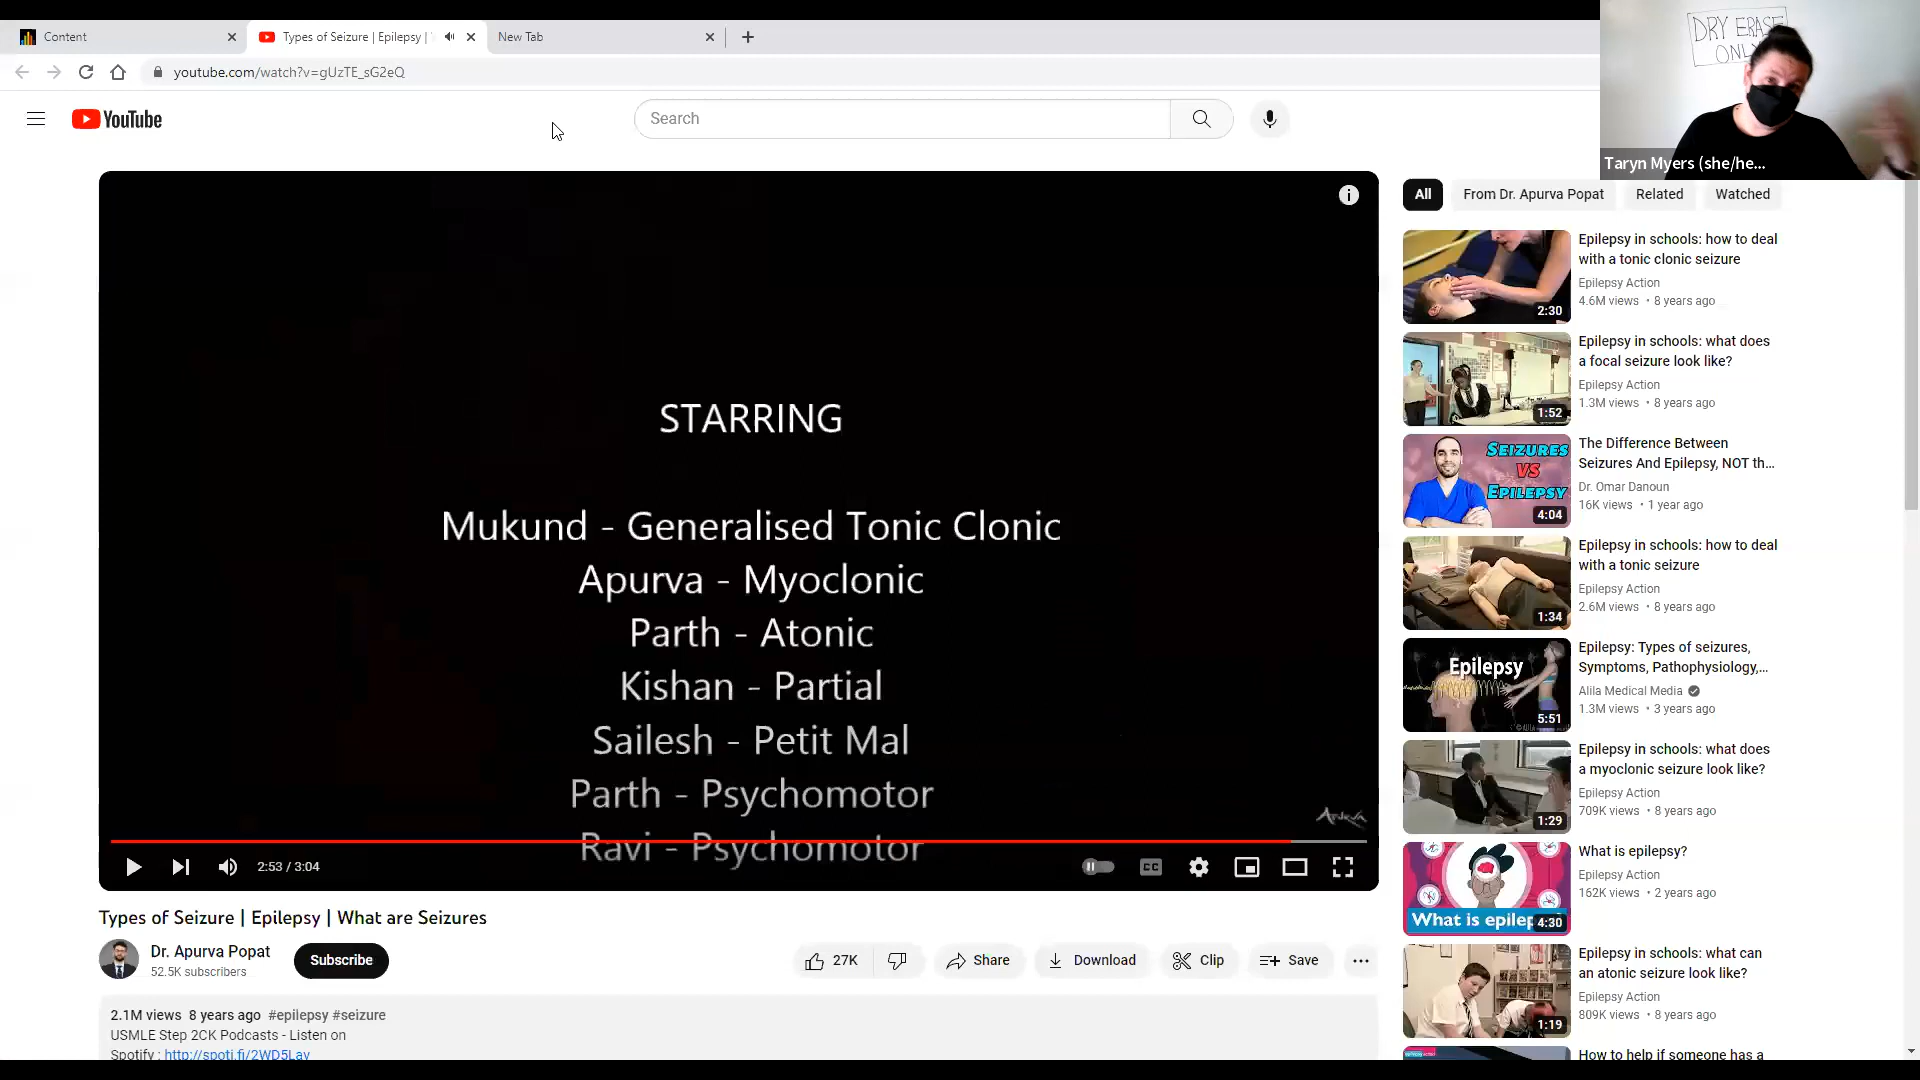 Content
Types of Seizure | Epilepsy |
New Tab
youtube.com/watch?v=gUzTE_sG2eQ
YouTube
Search
DRY ERASE
ONLY
Taryn Myers (she/he...
STARRING
Mukund - Generalised Tonic Clonic
Apurva - Myoclonic
Parth - Atonic
Kishan - Partial
Sailesh - Petit Mal
Parth - Psychomotor
Ravi - Psychomotor
2:53 / 3:04
CC
Types of Seizure | Epilepsy | What are Seizures
Dr. Apurva Popat
52.5K subscribers
Subscribe
27K
Share
Download
Clip
Save
2.1M views 8 years ago #epilepsy #seizure
USMLE Step 2CK Podcasts - Listen on
Spotify : http://spoti.fi/2WD5Lav
All
From Dr. Apurva Popat
Related
Watched
2:30
Epilepsy in schools: how to deal
with a tonic clonic seizure
Epilepsy Action
4.6M views • 8 years ago
1:52
Epilepsy in schools: what does
a focal seizure look like?
Epilepsy Action
1.3M views • 8 years ago
SEIZURES
VS
EPILEPSY
4:04
The Difference Between
Seizures And Epilepsy, NOT th...
Dr. Omar Danoun
16K views • 1 year ago
1:34
Epilepsy in schools: how to deal
with a tonic seizure
Epilepsy Action
2.6M views • 8 years ago
Epilepsy
5:51
Epilepsy: Types of seizures,
Symptoms, Pathophysiology,...
Alila Medical Media
1.3M views • 3 years ago
1:29
Epilepsy in schools: what does
a myoclonic seizure look like?
Epilepsy Action
709K views • 8 years ago
What is epilep
4:30
What is epilepsy?
Epilepsy Action
162K views • 2 years ago
1:19
Epilepsy in schools: what can
an atonic seizure look like?
Epilepsy Action
809K views • 8 years ago
How to help if someone has a